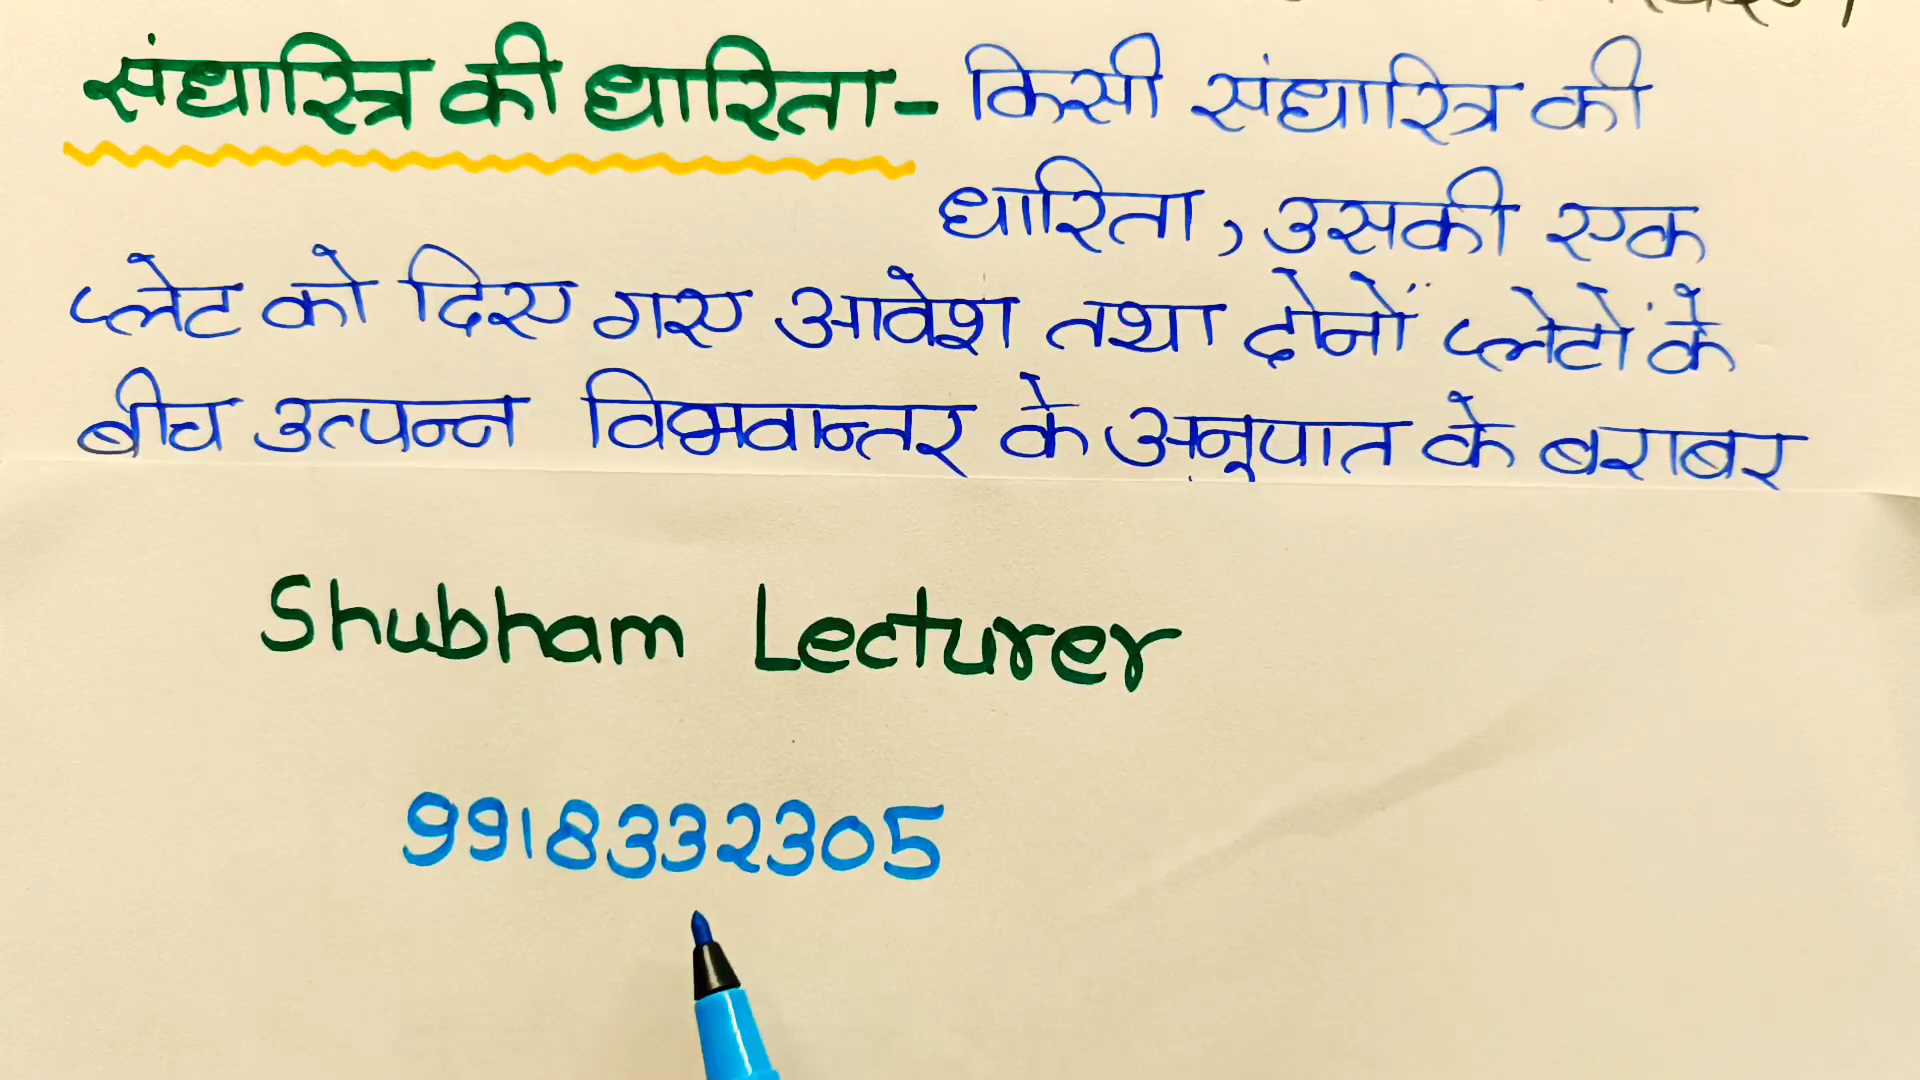 संधारित्र की धारिता - किसी संधारित्र की
धारिता, उसकी एक
प्लेट को दिए गए आवेश तथा दोनों प्लेटों के
बीच उत्पन्न विभवान्तर के अनुपात के बराबर
Shubham Lecturer
9918332305